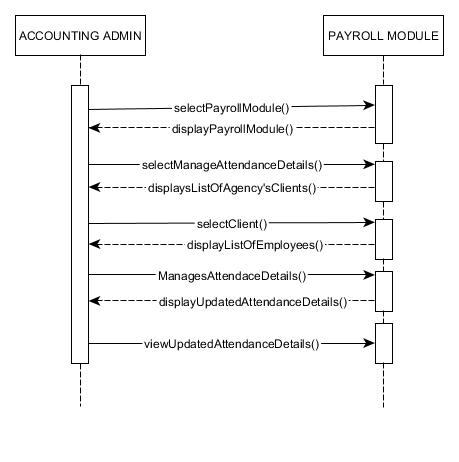 ACCOUNTING ADMIN
PAYROLL MODULE
selectPayrollModule()
displayPayrollModule()
selectManageAttendanceDetails()
displaysListOfAgency'sClients()
selectClient()
displayListOfEmployees()
ManagesAttendaceDetails()
displayUpdatedAttendanceDetails()
viewUpdatedAttendanceDetails()